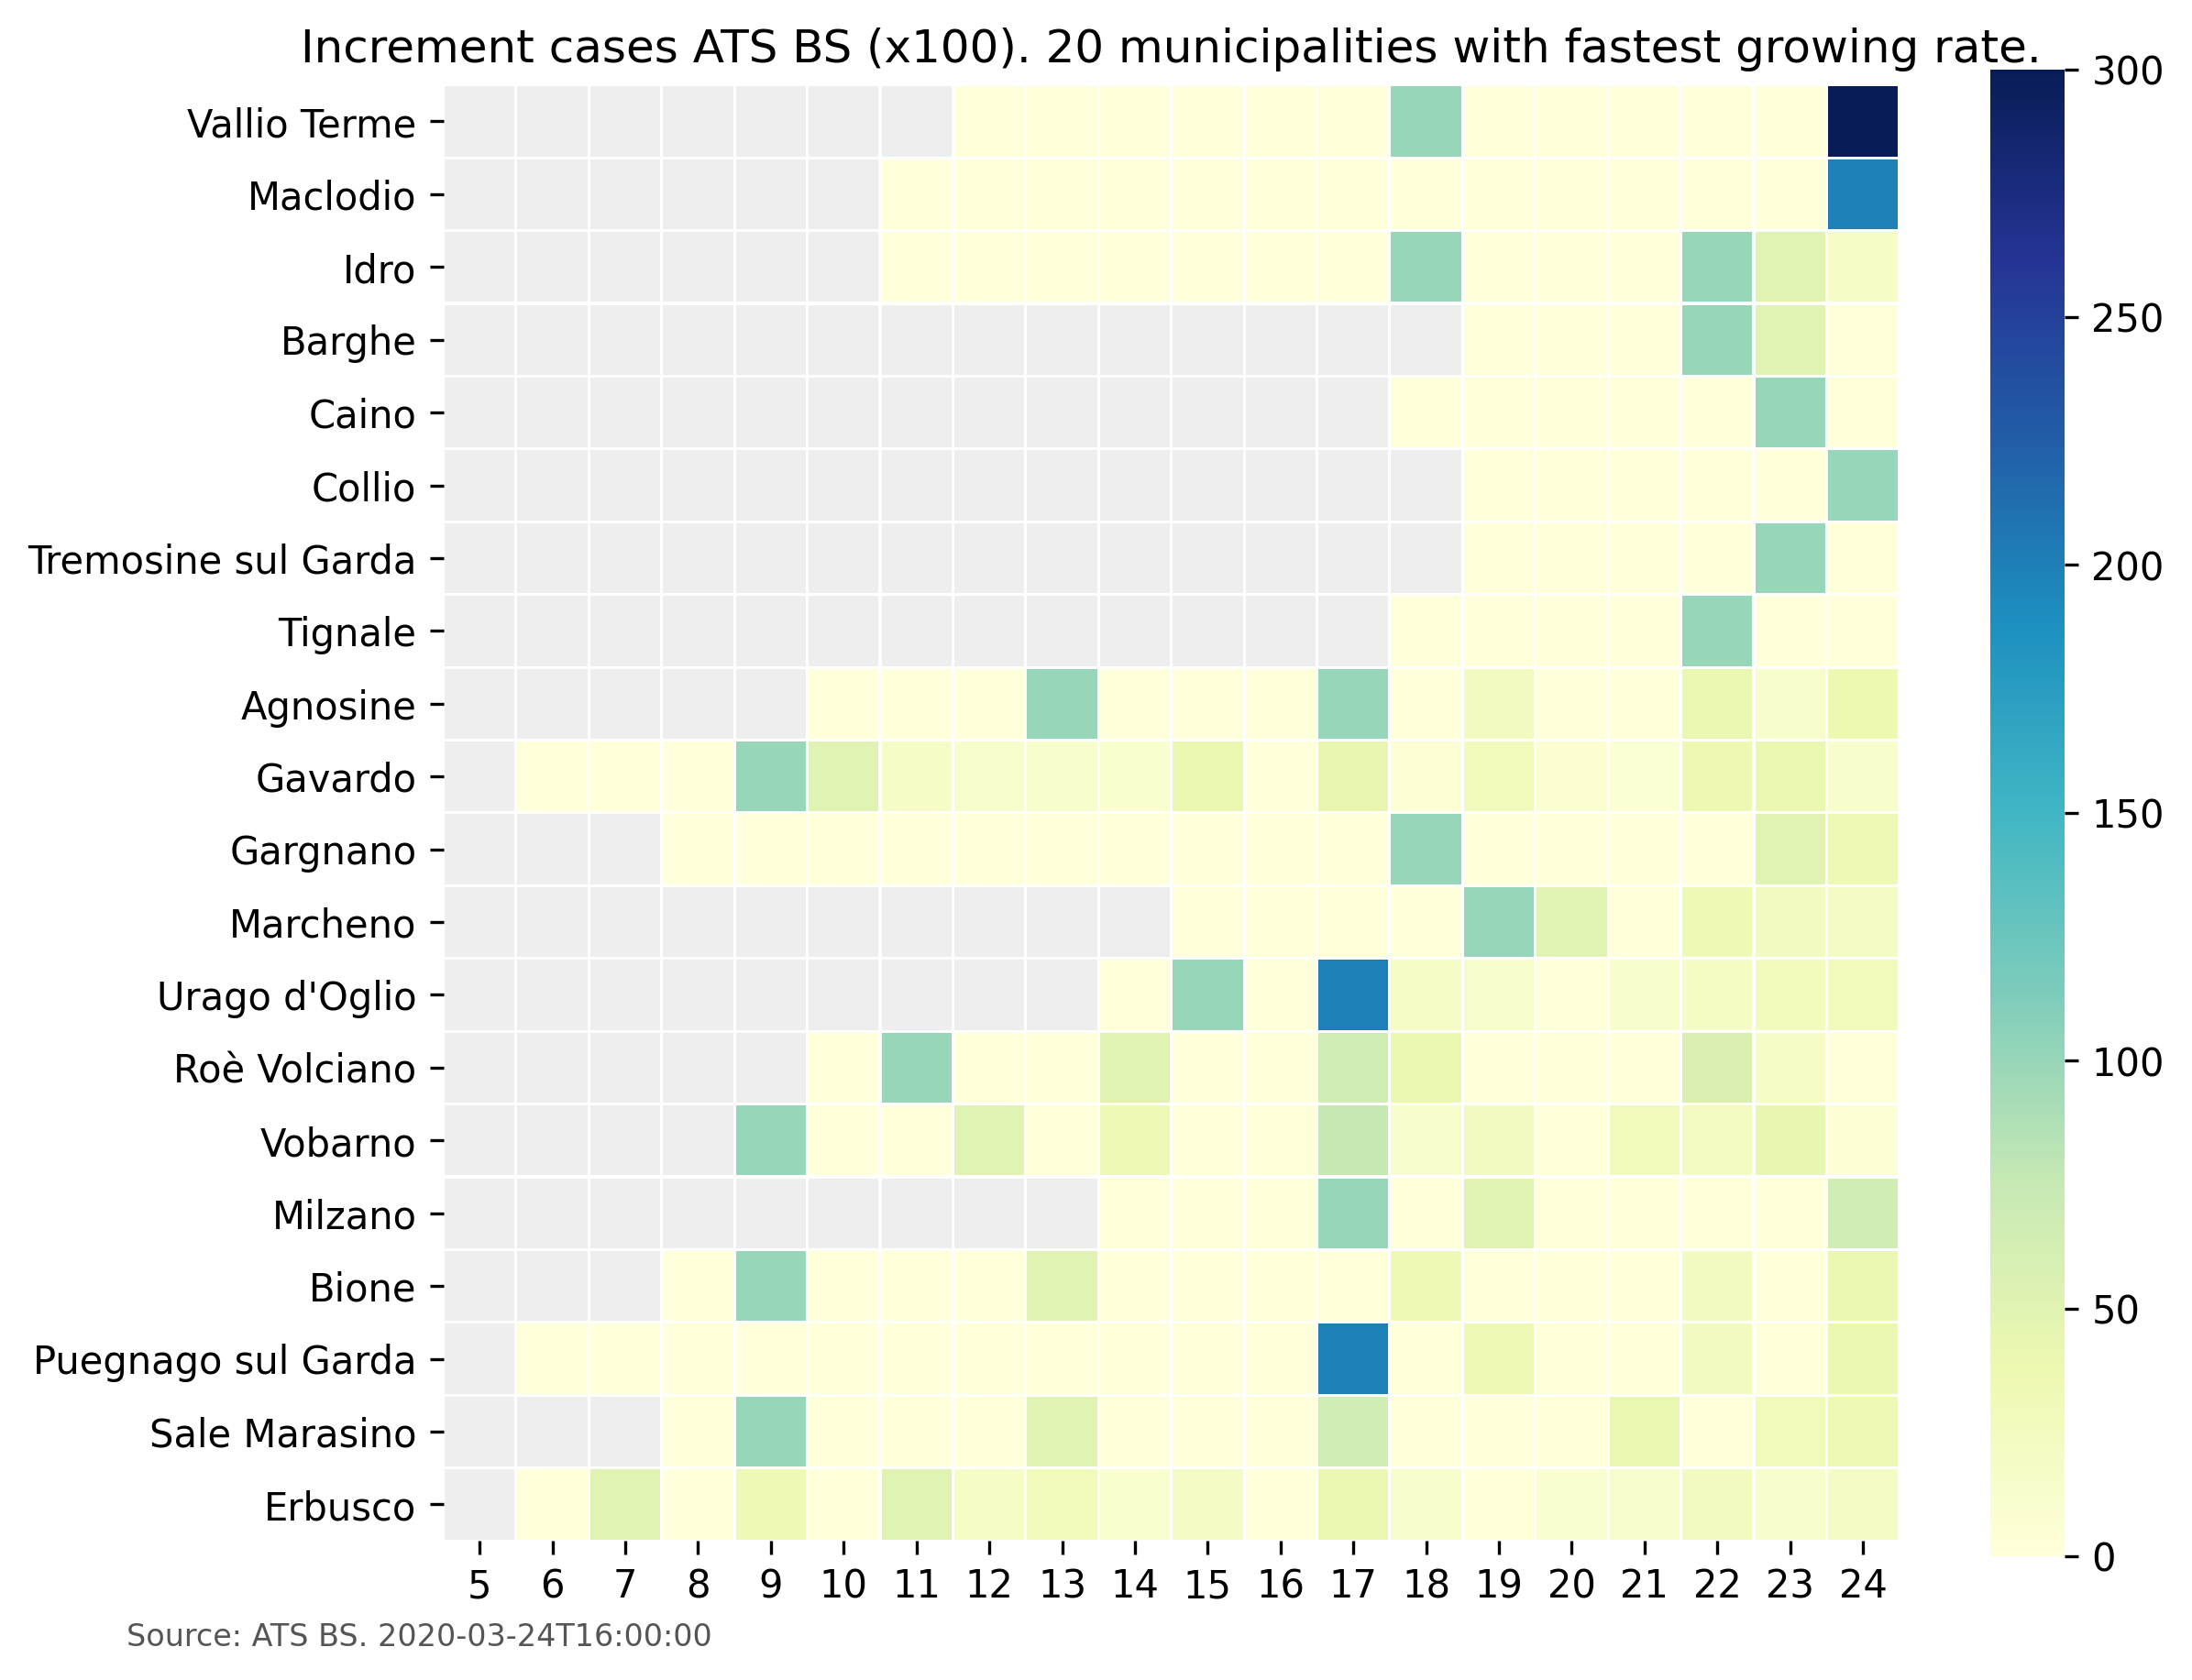 Increment cases ATS BS (x100). 20 municipalities with fastest growing rate.
Vallio Terme
Maclodio
Idro
Barghe
Caino
Collio
Tremosine sul Garda
Tignale
Agnosine
Gavardo
Gargnano
Marcheno
Urago d'Oglio
Roè Volciano
Vobarno
Milzano
Bione
Puegnago sul Garda
Sale Marasino
Erbusco
5 6 7 8 9 10 11 12 13 14 15 16 17 18 19 20 21 22 23 24
300
250
200
150
100
50
0
Source: ATS BS. 2020-03-24T16:00:00